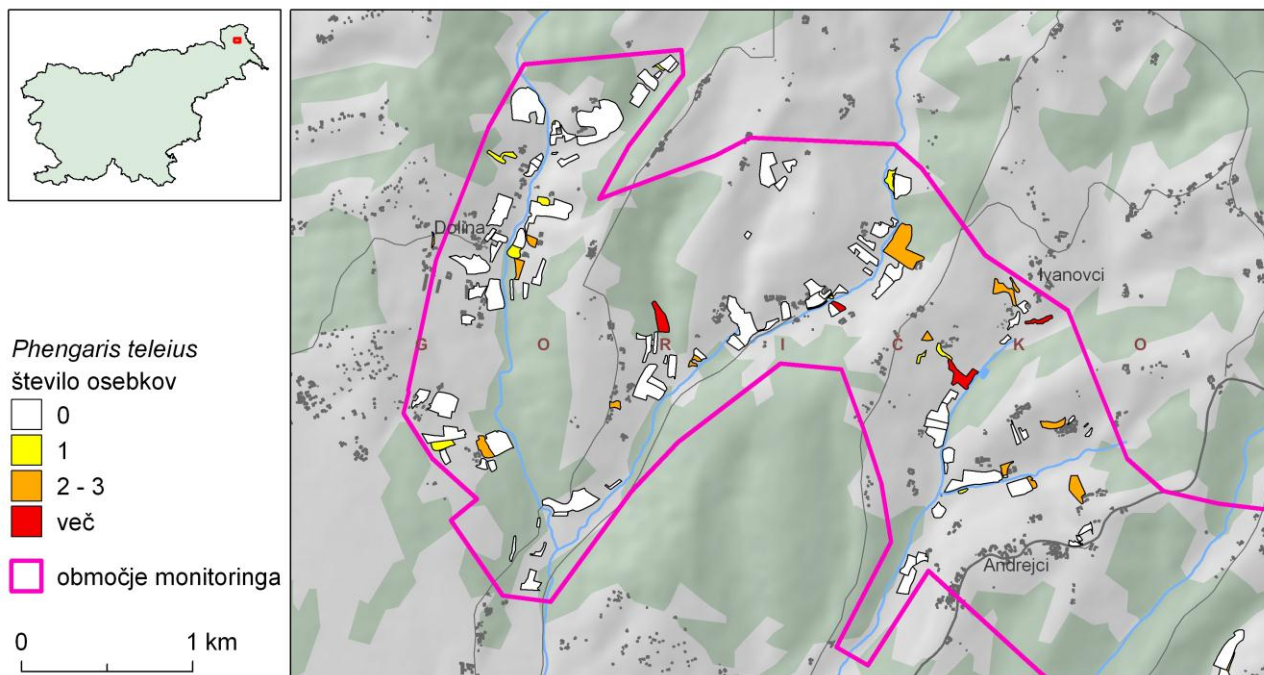 Phengaris teleius
število osebkov
0
1
2 - 3
več
območje monitoringa
0 1 km
Dolina
Ivanovci
G O R I Č K O
Andrejci